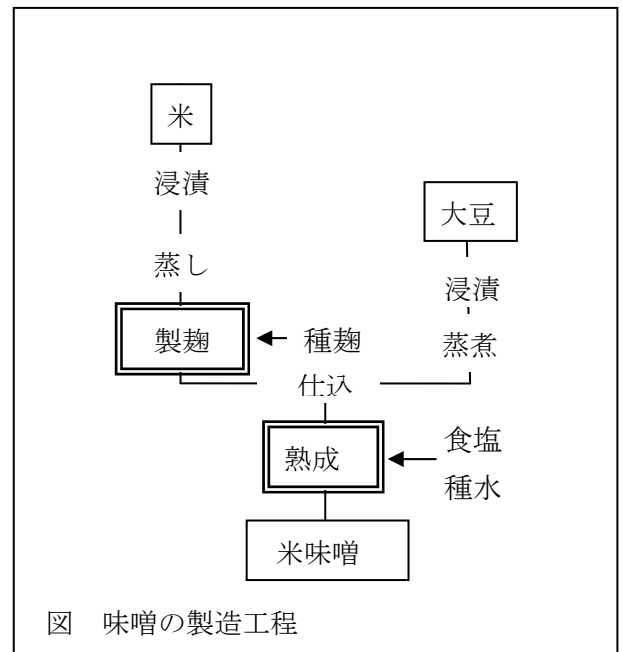 米
浸漬
蒸し
製麹
種麹
大豆
浸漬
蒸煮
仕込
熟成
食塩
種水
米味噌
図　味噌の製造工程